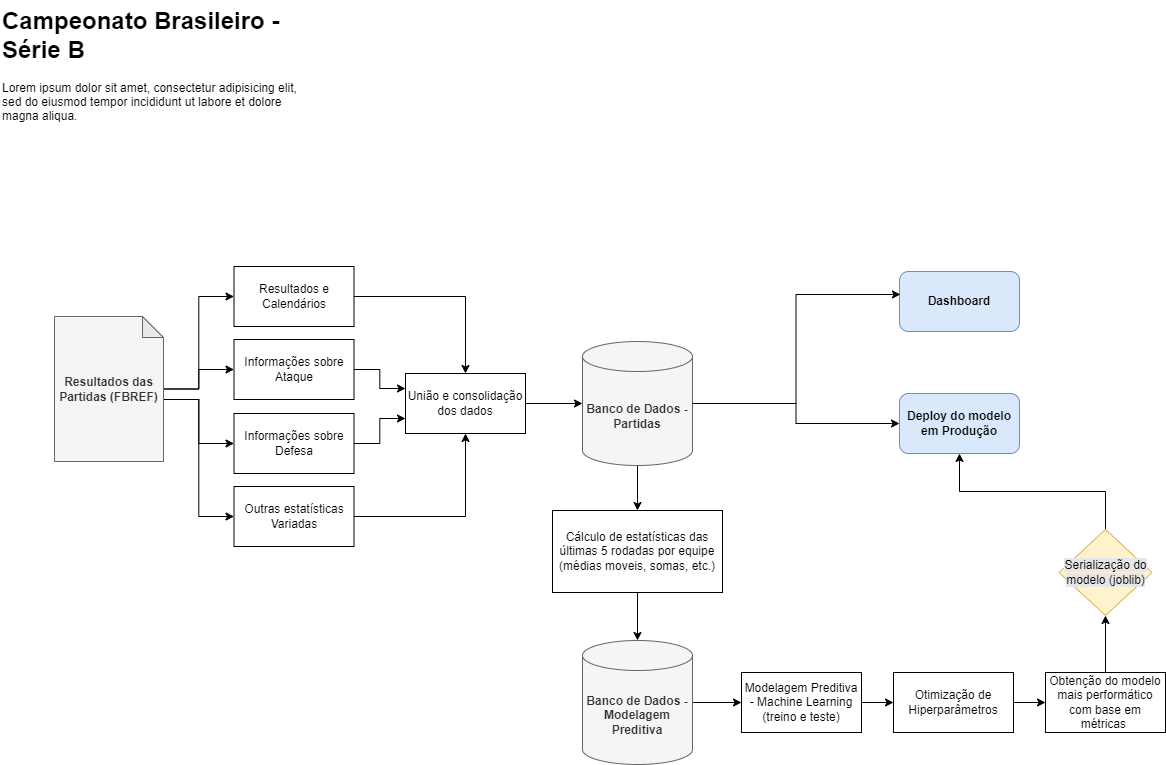 Campeonato Brasileiro -
Série B
Lorem ipsum dolor sit amet, consectetur adipisicing elit,
sed do eiusmod tempor incididunt ut labore et dolore
magna aliqua.
Resultados das
Partidas (FBREF)
Resultados e
Calendários
Informações sobre
Ataque
Informações sobre
Defesa
Outras estatísticas
Variadas
União e consolidação
dos dados
Banco de Dados -
Partidas
Dashboard
Deploy do modelo
em Produção
Cálculo de estatísticas das
últimas 5 rodadas por equipe
(médias moveis, somas, etc.)
Banco de Dados -
Modelagem
Preditiva
Modelagem Preditiva
- Machine Learning
(treino e teste)
Otimização de
Hiperparâmetros
Obtenção do modelo
mais performático
com base em
métricas
Serialização do
modelo (joblib)